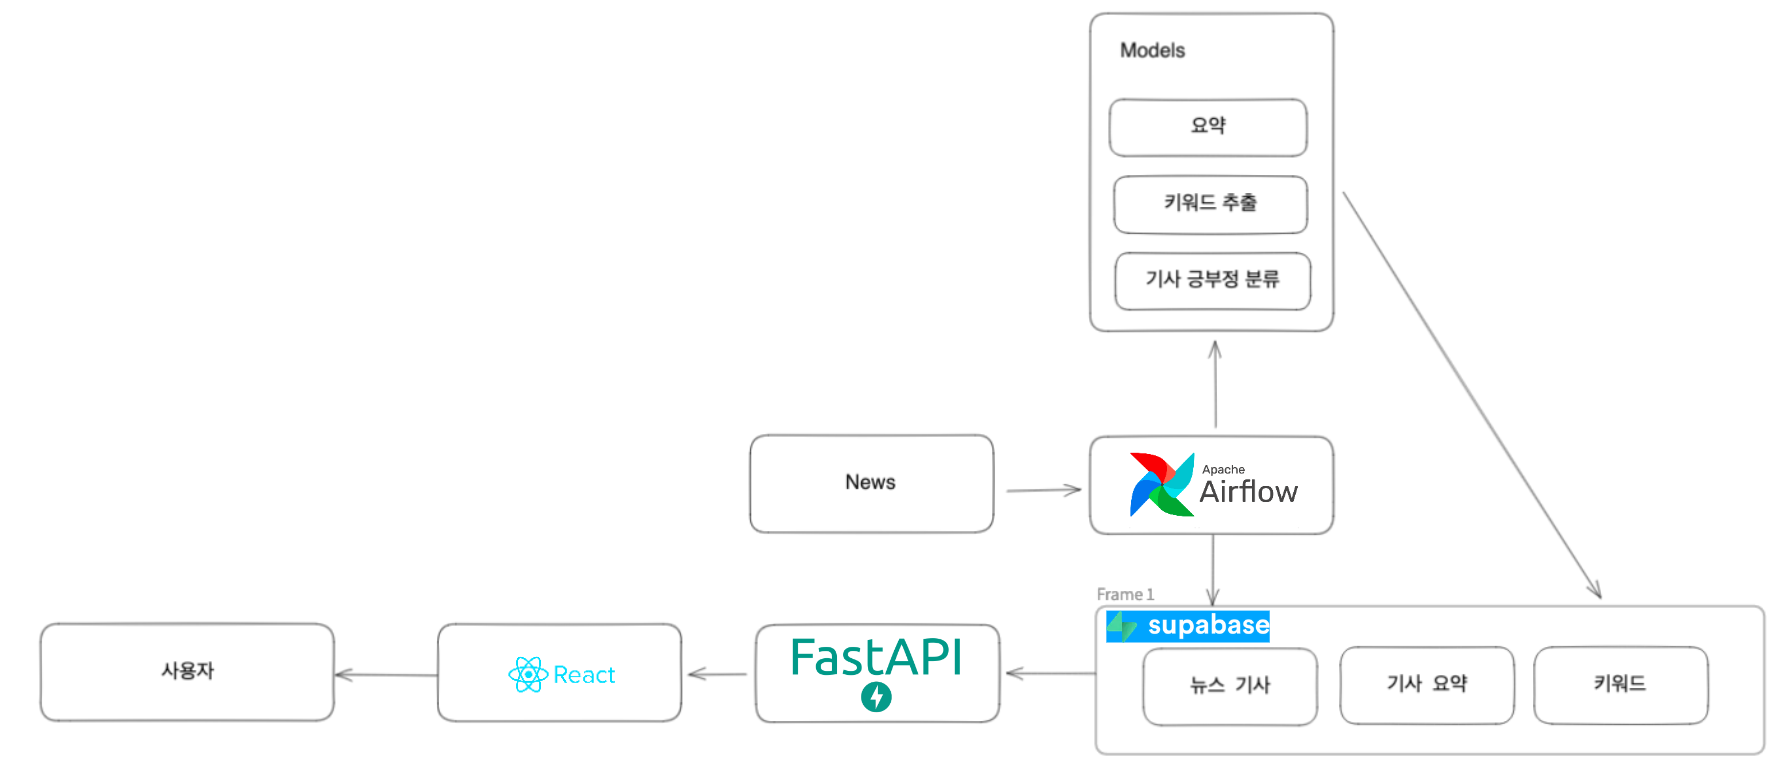 Models
요약
키워드 추출
기사 긍부정 분류
News
Apache
Airflow
Frame 1
supabase
뉴스 기사
기사 요약
키워드
FastAPI
React
사용자